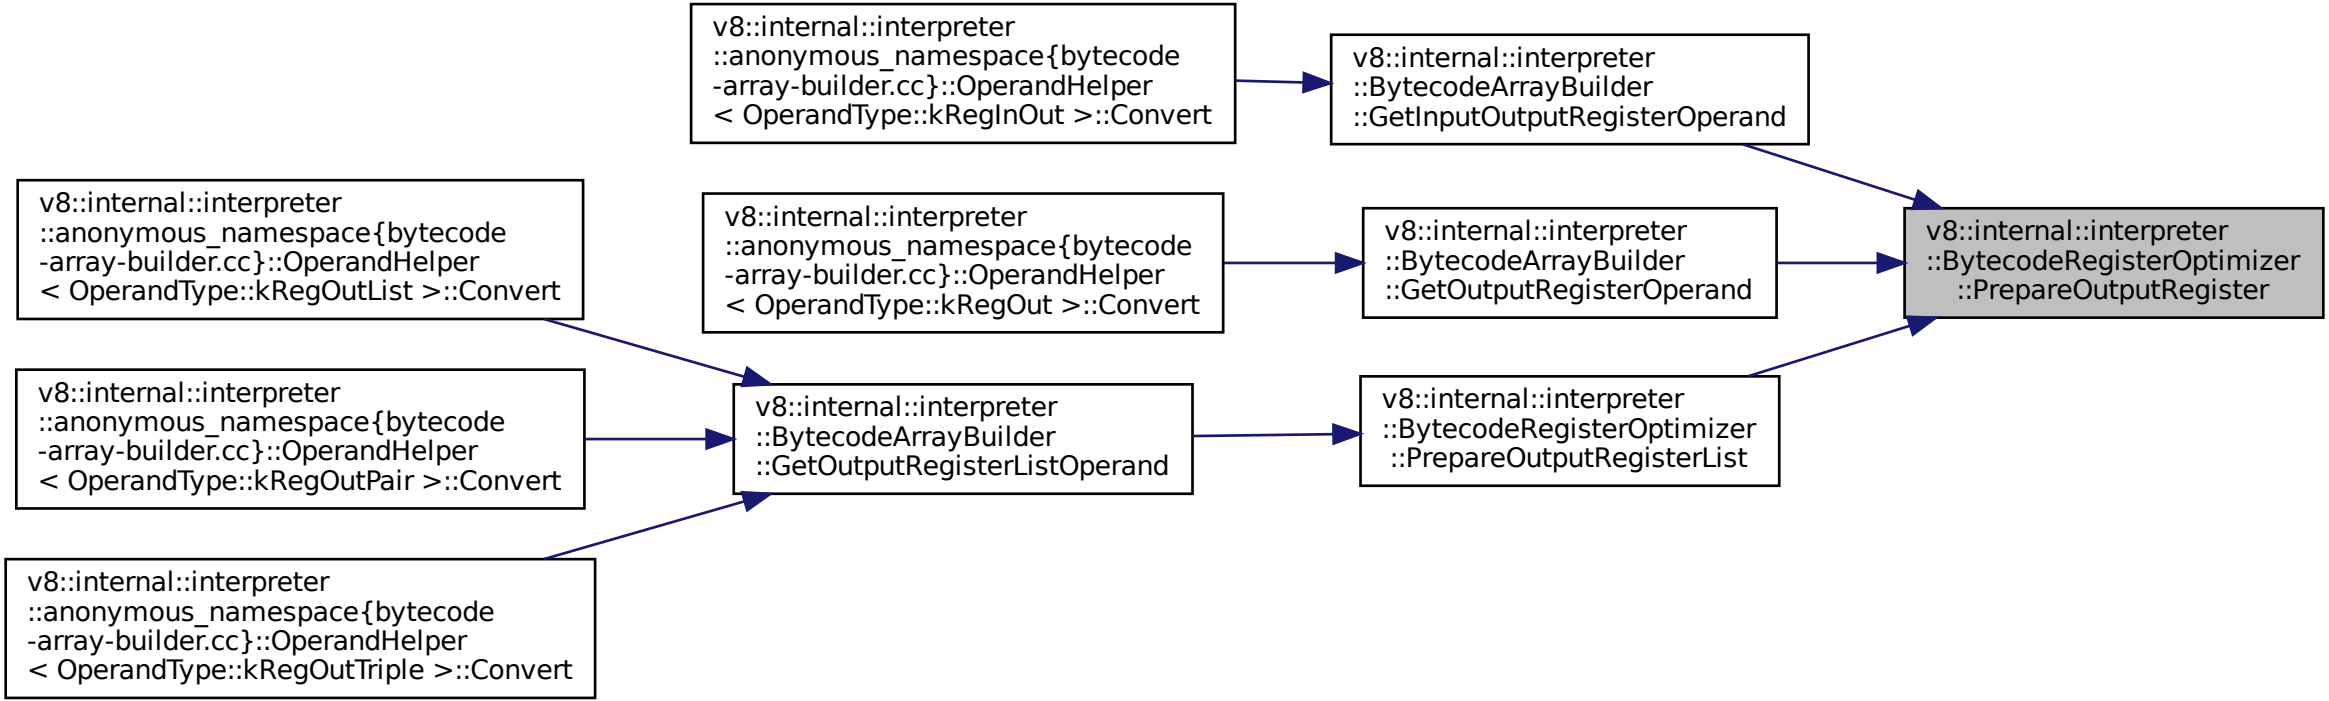 v8::internal::interpreter
::anonymous_namespace{bytecode
-array-builder.cc}::OperandHelper
< OperandType::kRegInOut >::Convert
v8::internal::interpreter
::BytecodeArrayBuilder
::GetInputOutputRegisterOperand
v8::internal::interpreter
::anonymous_namespace{bytecode
-array-builder.cc}::OperandHelper
< OperandType::kRegOutList >::Convert
v8::internal::interpreter
::anonymous_namespace{bytecode
-array-builder.cc}::OperandHelper
< OperandType::kRegOut >::Convert
v8::internal::interpreter
::BytecodeArrayBuilder
::GetOutputRegisterOperand
v8::internal::interpreter
::BytecodeRegisterOptimizer
::PrepareOutputRegister
v8::internal::interpreter
::anonymous_namespace{bytecode
-array-builder.cc}::OperandHelper
< OperandType::kRegOutPair >::Convert
v8::internal::interpreter
::BytecodeArrayBuilder
::GetOutputRegisterListOperand
v8::internal::interpreter
::BytecodeRegisterOptimizer
::PrepareOutputRegisterList
v8::internal::interpreter
::anonymous_namespace{bytecode
-array-builder.cc}::OperandHelper
< OperandType::kRegOutTriple >::Convert